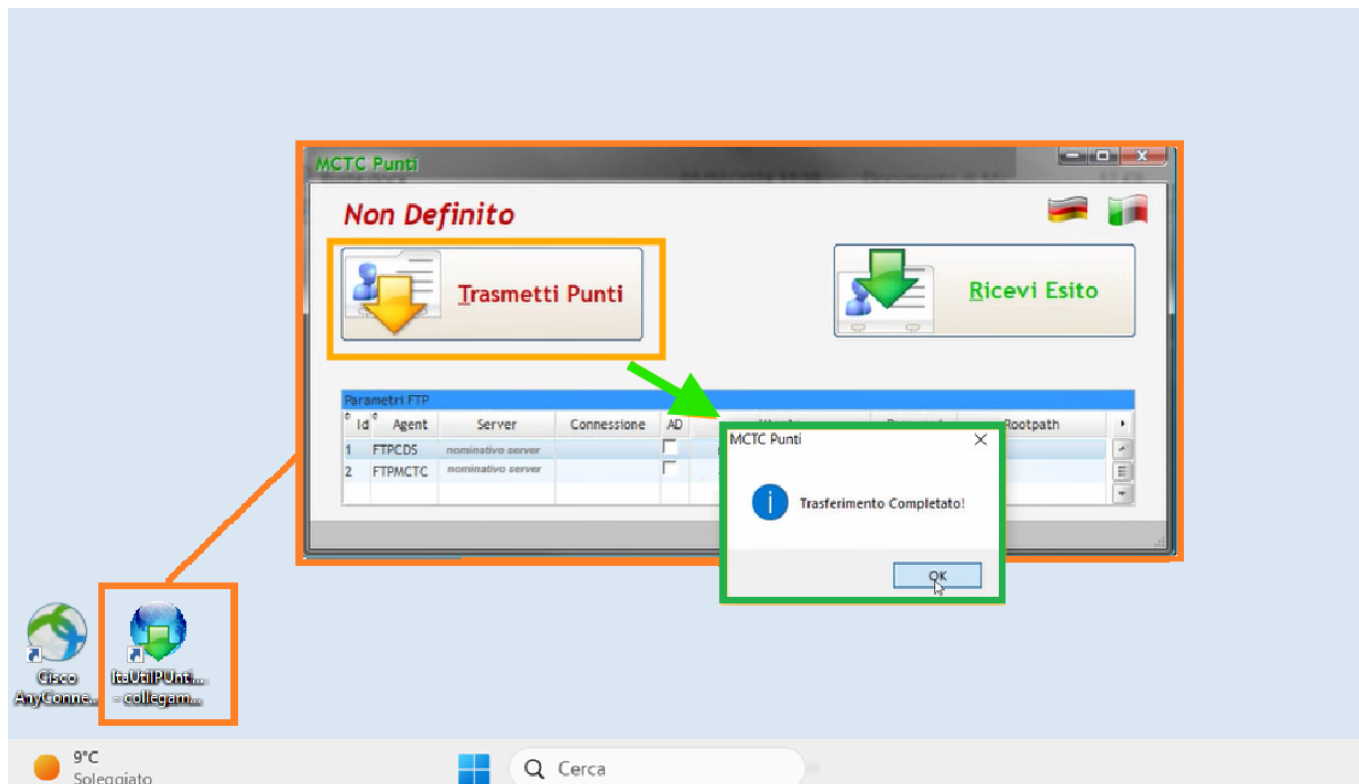 MCTC Punti
Non Definito
Trasmetti Punti
Ricevi Esito
Parametri FTP
Id Agent Server Connessione AD Rootpath
1 FTPCDS nominativo server
2 FTPMCTC nominativo server
MCTC Punti
Trasferimento Completato!
OK
Cisco
AnyConne...
ItaUtilPUnti...
- collegam...
9°C
Soleggiato
Cerca